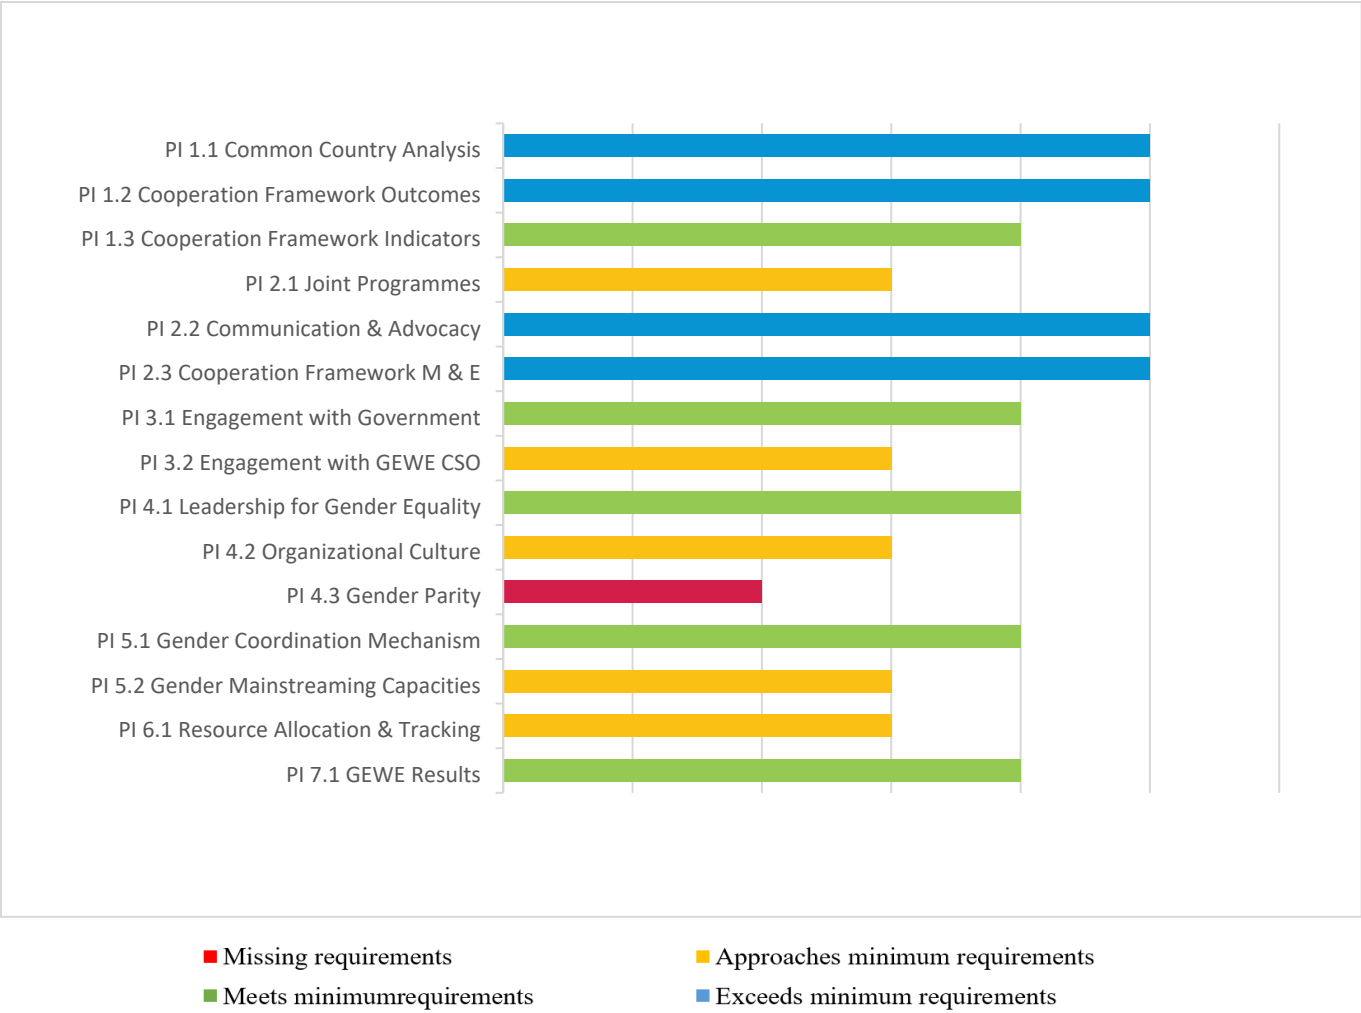 PI 1.1 Common Country Analysis
PI 1.2 Cooperation Framework Outcomes
PI 1.3 Cooperation Framework Indicators
PI 2.1 Joint Programmes
PI 2.2 Communication & Advocacy
PI 2.3 Cooperation Framework M & E
PI 3.1 Engagement with Government
PI 3.2 Engagement with GEWE CSO
PI 4.1 Leadership for Gender Equality
PI 4.2 Organizational Culture
PI 4.3 Gender Parity
PI 5.1 Gender Coordination Mechanism
PI 5.2 Gender Mainstreaming Capacities
PI 6.1 Resource Allocation & Tracking
PI 7.1 GEWE Results
Missing requirements
Approaches minimum requirements
Meets minimumrequirements
Exceeds minimum requirements